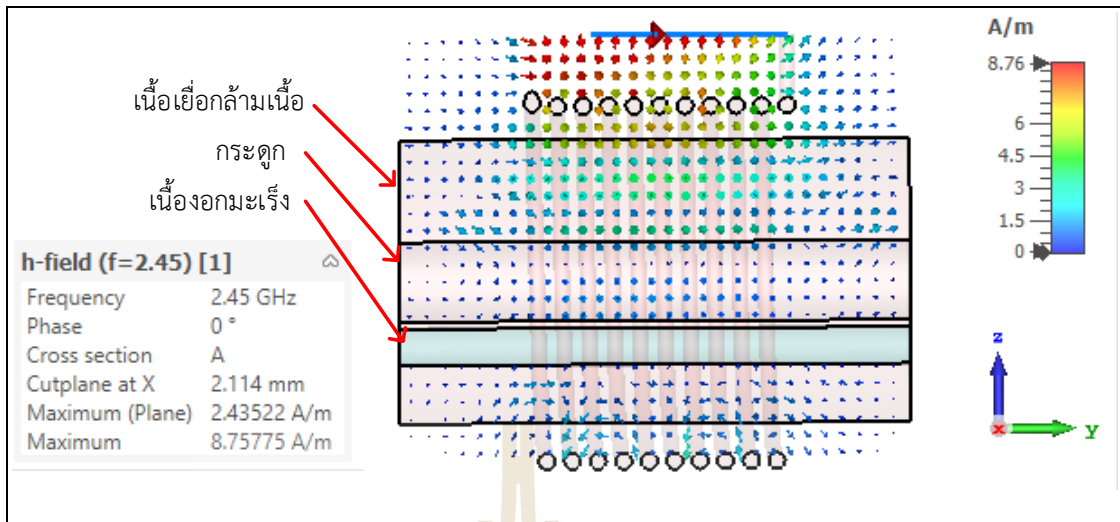 เนื้อเยื่อกล้ามเนื้อ
กระดูก
เนื้องอกมะเร็ง
h-field (f=2.45) [1]
Frequency 2.45 GHz
Phase 0 °
Cross section A
Cutplane at X 2.114 mm
Maximum (Plane) 2.43522 A/m
Maximum 8.75775 A/m
A/m
8.76
6
4.5
3
1.5
0
z
x
y